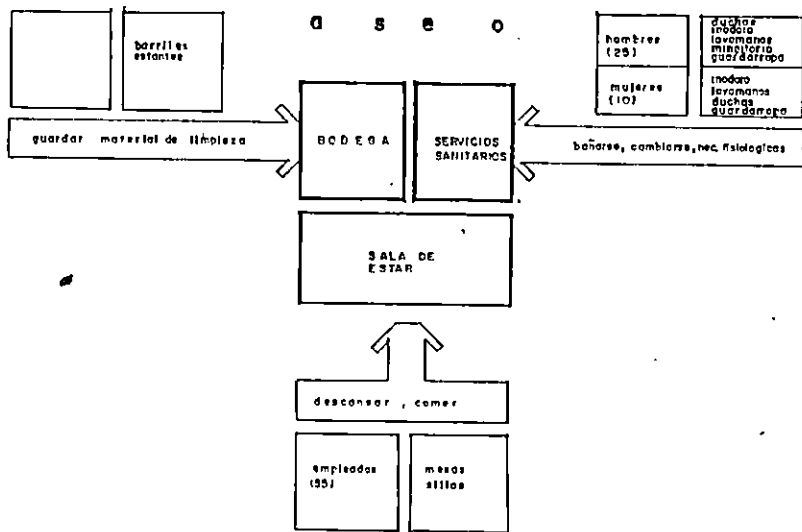 a s e o
barriles
estantes
hombres
(25)
duchas
inodoro
lavamanos
mingitorio
guardarropa
mujeres
(10)
inodoro
lavamanos
duchas
guardarropa
guardar material de limpieza
BODEGA
SERVICIOS
SANITARIOS
bañarse, cambiarse, nec. fisiologicas
SALA DE
ESTAR
descansar, comer
empleados
(35)
mesas
sillas